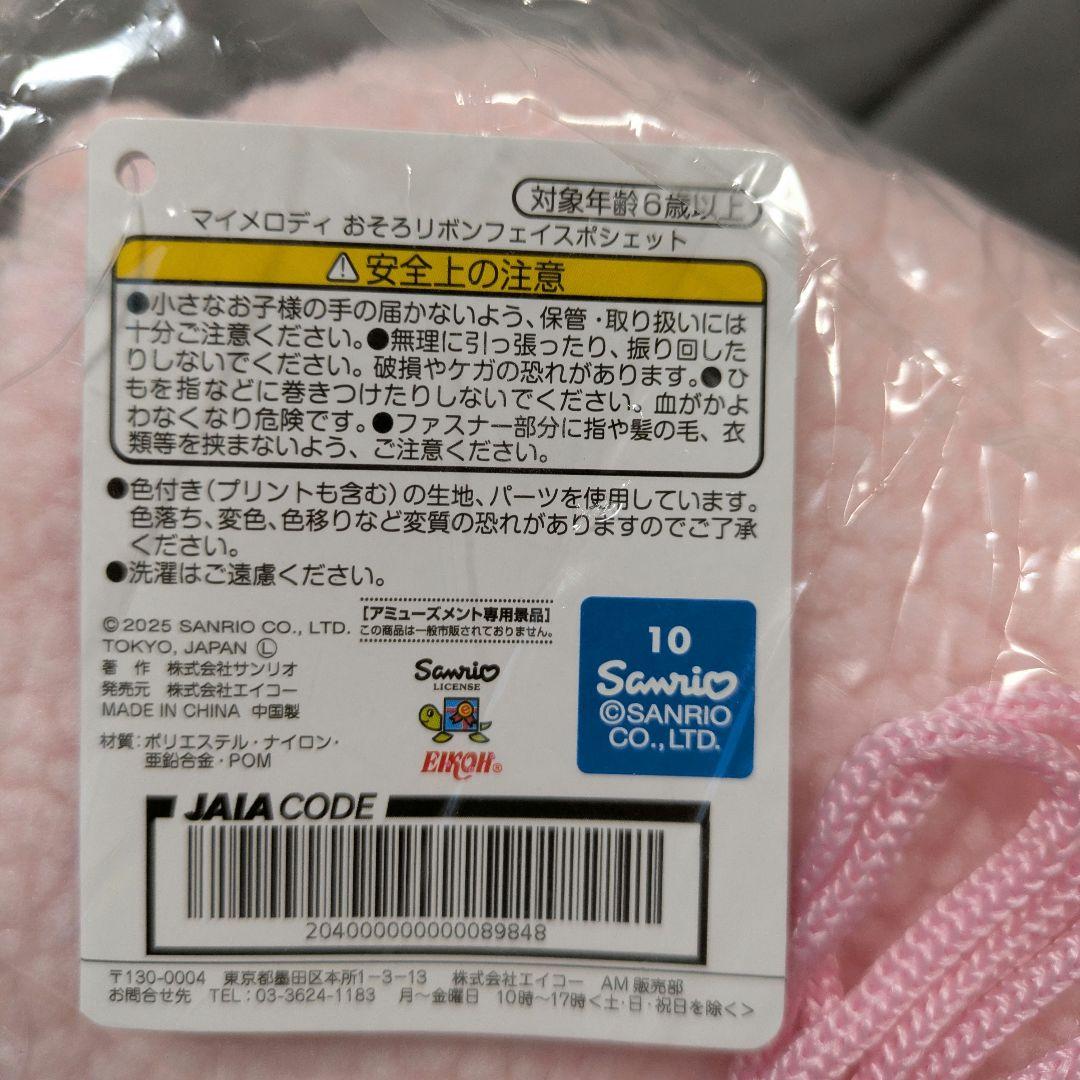 対象年齢6歳以上
マイメロディ おそろリボンフェイスポシェット
⚠安全上の注意
●小さなお子様の手の届かないよう、保管・取り扱いには
十分ご注意ください。●無理に引っ張ったり、振り回した
りしないでください。破損やケガの恐れがあります。●ひ
もを指などに巻きつけたりしないでください。血がかよ
わなくなり危険です。●ファスナー部分に指や髪の毛、衣
類等を挟まないよう、ご注意ください。
●色付き(プリントも含む)の生地、パーツを使用しています。
色落ち、変色、色移りなど変質の恐れがありますのでご了承
ください。
●洗濯はご遠慮ください。
©2025 SANRIO CO., LTD.
TOKYO, JAPAN Ⓛ
著 作 株式会社サンリオ
発売元 株式会社エイコー
MADE IN CHINA 中国製
材質:ポリエステル・ナイロン・
亜鉛合金・POM
[アミューズメント専用景品]
この商品は一般市販されておりません。
Sanrio
LICENSE
EIKOH®
10
Sanrio
©SANRIO
CO., LTD.
JAIA CODE
2040000000000089848
〒130-0004 東京都墨田区本所1-3-13 株式会社エイコー AM販売部
お問合せ先 TEL:03-3624-1183 月~金曜日 10時~17時<土・日・祝日を除く>